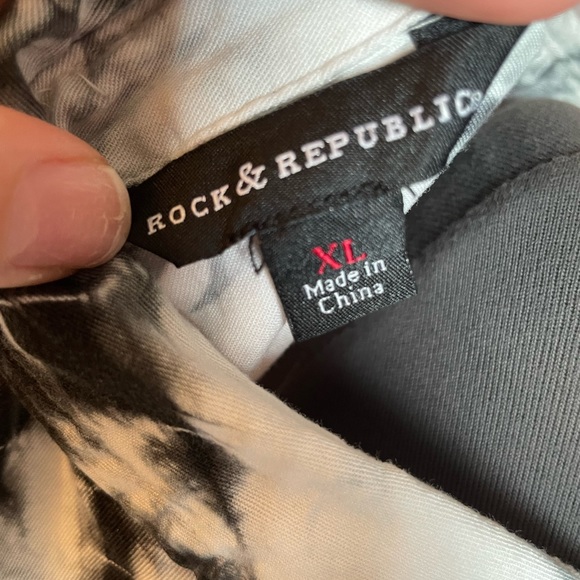 ROCK & REPUBLIC
XL
Made in
China